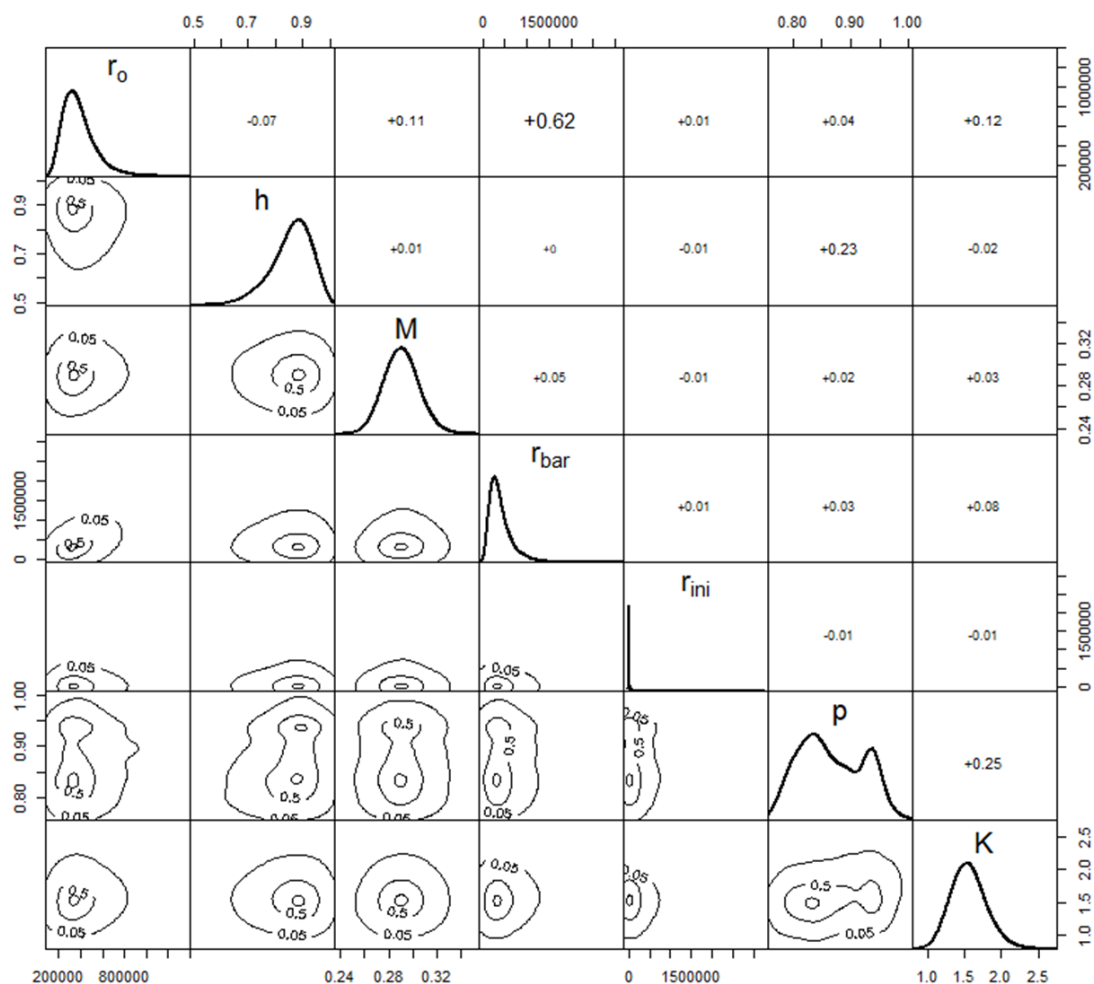 0.5 0.7 0.9 0 1500000 0.80 0.90 1.00
r₀ -0.07 +0.11 +0.62 +0.01 +0.04 +0.12 200000 1000000
0.5 0.7 0.9 0.05 0.5 h +0.01 +0 -0.01 +0.23 -0.02
0.05 0.5 0.5 0.05 M +0.05 -0.01 +0.02 +0.03 0.24 0.28 0.32
0 1500000 0.05 0.5 r_bar +0.01 +0.03 +0.08
0.05 0.05 r_ini -0.01 -0.01 0 1500000
0.80 0.90 1.00 0.5 0.05 0.5 0.05 0.5 0.05 0.5 0.05 0.5 p +0.25
0.5 0.05 0.5 0.5 0.05 0.05 0.05 0.5 0.05 K 1.0 1.5 2.0 2.5
200000 800000 0.24 0.28 0.32 0 1500000 1.0 1.5 2.0 2.5